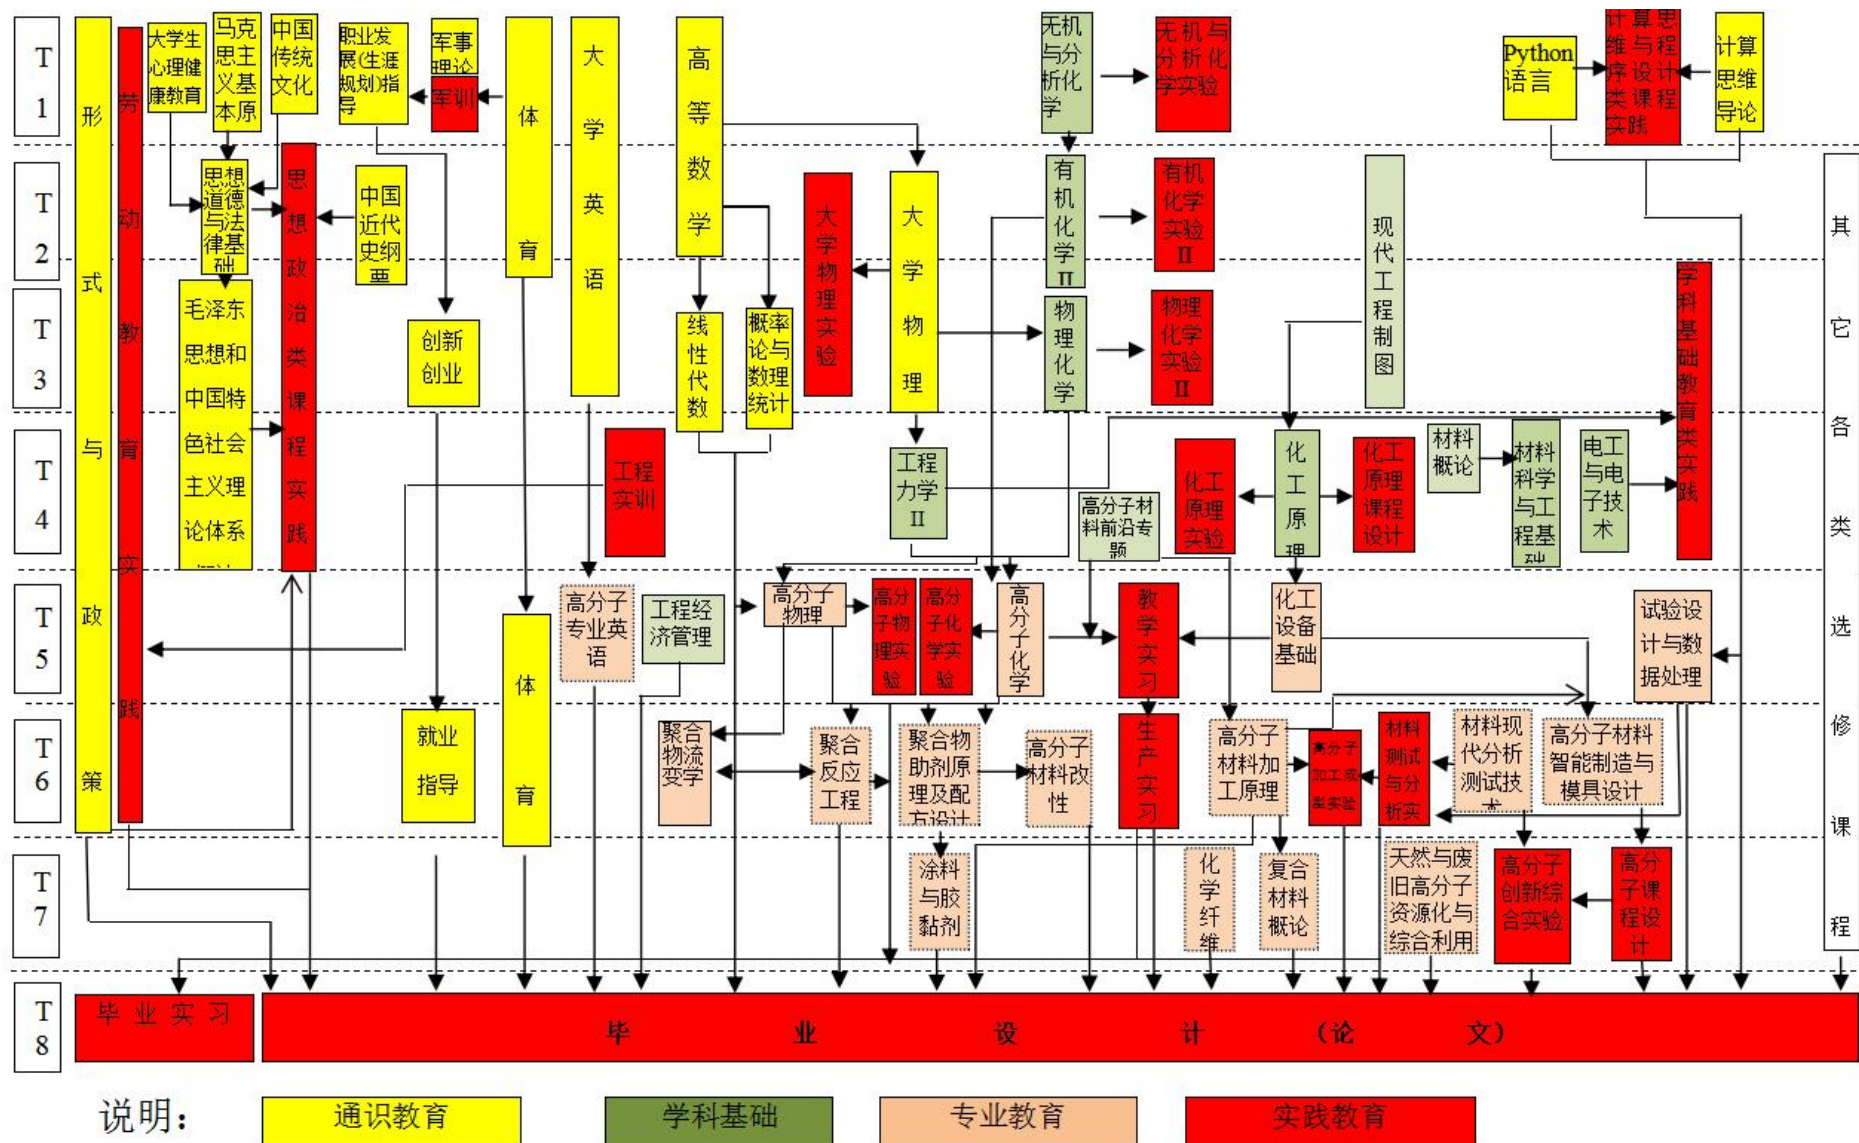 T
1
T
2
T
3
T
4
T
5
T
6
T
7
T
8
形
式
与
政
策
劳
动
教
育
实
践
大学生
心理健
康教育
马克
思主
义基
本原
中国
传统
文化
职业发
展(生涯
规划)指
导
军事
理论
军训
体
育
大
学
英
语
高
等
数
学
无机
与分
析化
学
无机与
分析化
学实验
Python
语言
计算思
维与程
序设计
类课程
实践
计算
思维
导论
思想
道德
与法
律基
础
思
想
政
治
类
课
程
实
践
中国
近代
史纲
要
大
学
物
理
实
验
大
学
物
理
有
机
化
学
II
有机
化学
实验
II
现
代
工
程
制
图
其
它
各
类
选
修
课
程
毛泽东
思想和
中国特
色社会
主义理
论体系
创新
创业
线
性
代
数
概率
论与
数理
统计
物
理
化
学
物理
化学
实验
II
学
科
基
础
教
育
类
实
践
工程
实训
工程
力学
II
高分子材
料前沿专
题
化工
原理
实验
化
工
原
理
化工
原理
课程
设计
材料
概论
材料
科学
与工
程基
础
电工
与电
子技
术
体
育
高分子
专业英
语
工程经
济管理
高分子
物理
高分
子物
理实
验
高分
子化
学实
验
高
分
子
化
学
教
学
实
习
化工
设备
基础
试验设
计与数
据处理
就业
指导
聚合
物流
变学
聚合
反应
工程
聚合物
助剂原
理及配
方设计
高分子
材料改
性
生
产
实
习
高分子
材料加
工原理
高分子
加工成
型实验
材料
测试
与分
析实
材料现
代分析
测试技
术
高分子材料
智能制造与
模具设计
涂料
与胶
黏剂
化
学
纤
维
复合
材料
概论
天然与废
旧高分子
资源化与
综合利用
高分子
创新综
合实验
高分
子课
程设
计
毕业实习
毕业设计（论文）
说明：
通识教育
学科基础
专业教育
实践教育